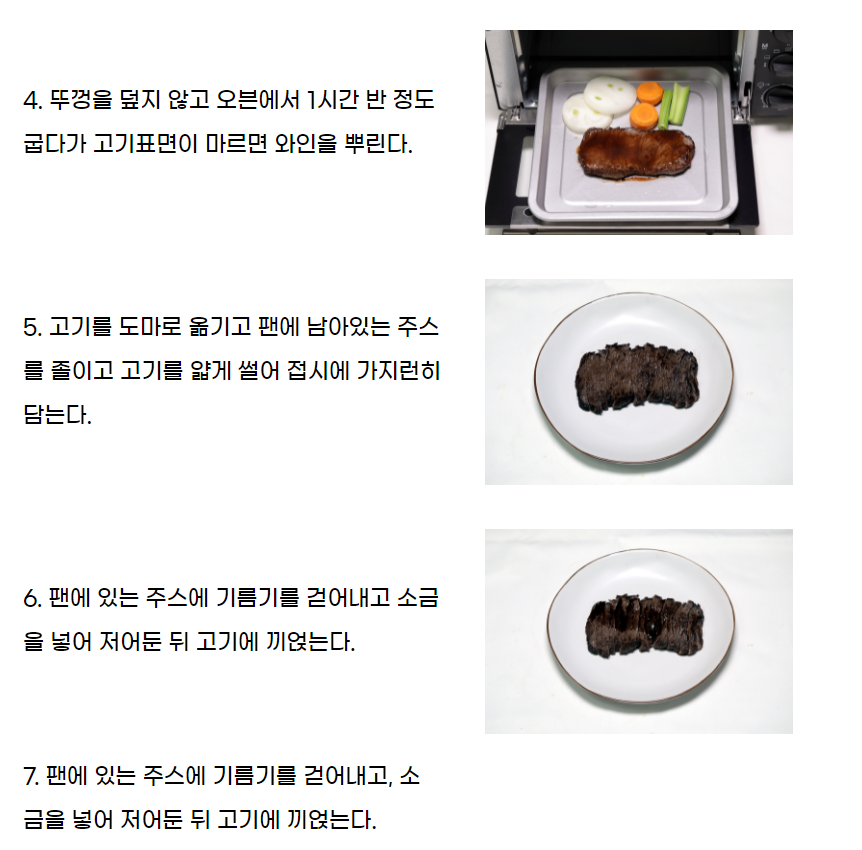 4. 뚜껑을 덮지 않고 오븐에서 1시간 반 정도
굽다가 고기표면이 마르면 와인을 뿌린다.
5. 고기를 도마로 옮기고 팬에 남아있는 주스
를 졸이고 고기를 얇게 썰어 접시에 가지런히
담는다.
6. 팬에 있는 주스에 기름기를 걷어내고 소금
을 넣어 저어둔 뒤 고기에 끼얹는다.
7. 팬에 있는 주스에 기름기를 걷어내고, 소
금을 넣어 저어둔 뒤 고기에 끼얹는다.